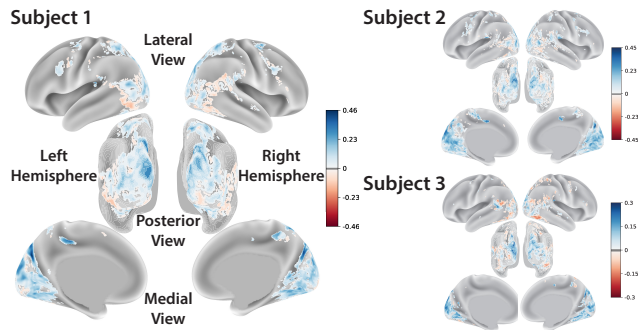 Subject 1
Lateral
View
Left
Hemisphere
Right
Hemisphere
Posterior
View
Medial
View
0.46
0.23
0
-0.23
-0.46
Subject 2
0.45
0.23
0
-0.23
-0.45
Subject 3
0.3
0.15
0
-0.15
-0.3